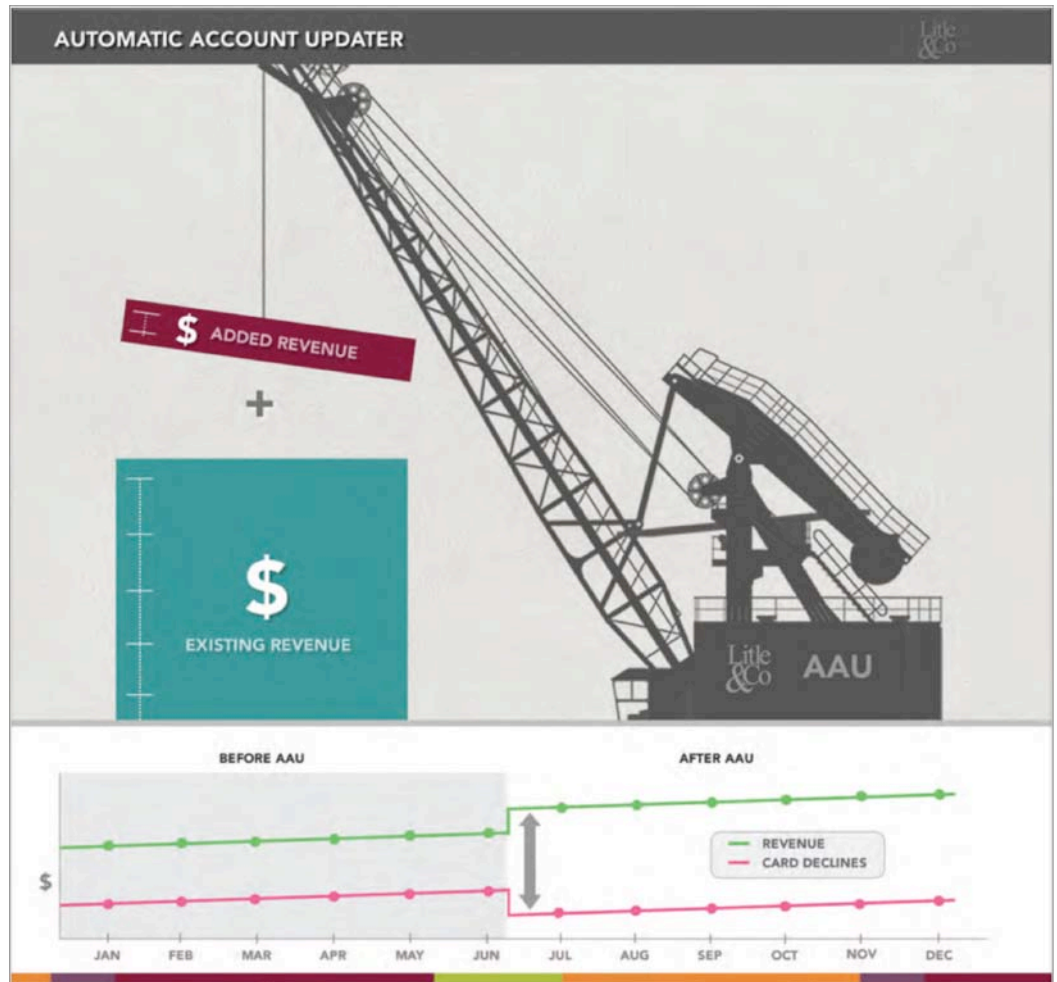 AUTOMATIC ACCOUNT UPDATER
Litle
&Co
$ ADDED REVENUE
+
$
EXISTING REVENUE
Litle
&Co
AAU
BEFORE AAU
AFTER AAU
REVENUE
CARD DECLINES
$
JAN FEB MAR APR MAY JUN JUL AUG SEP OCT NOV DEC